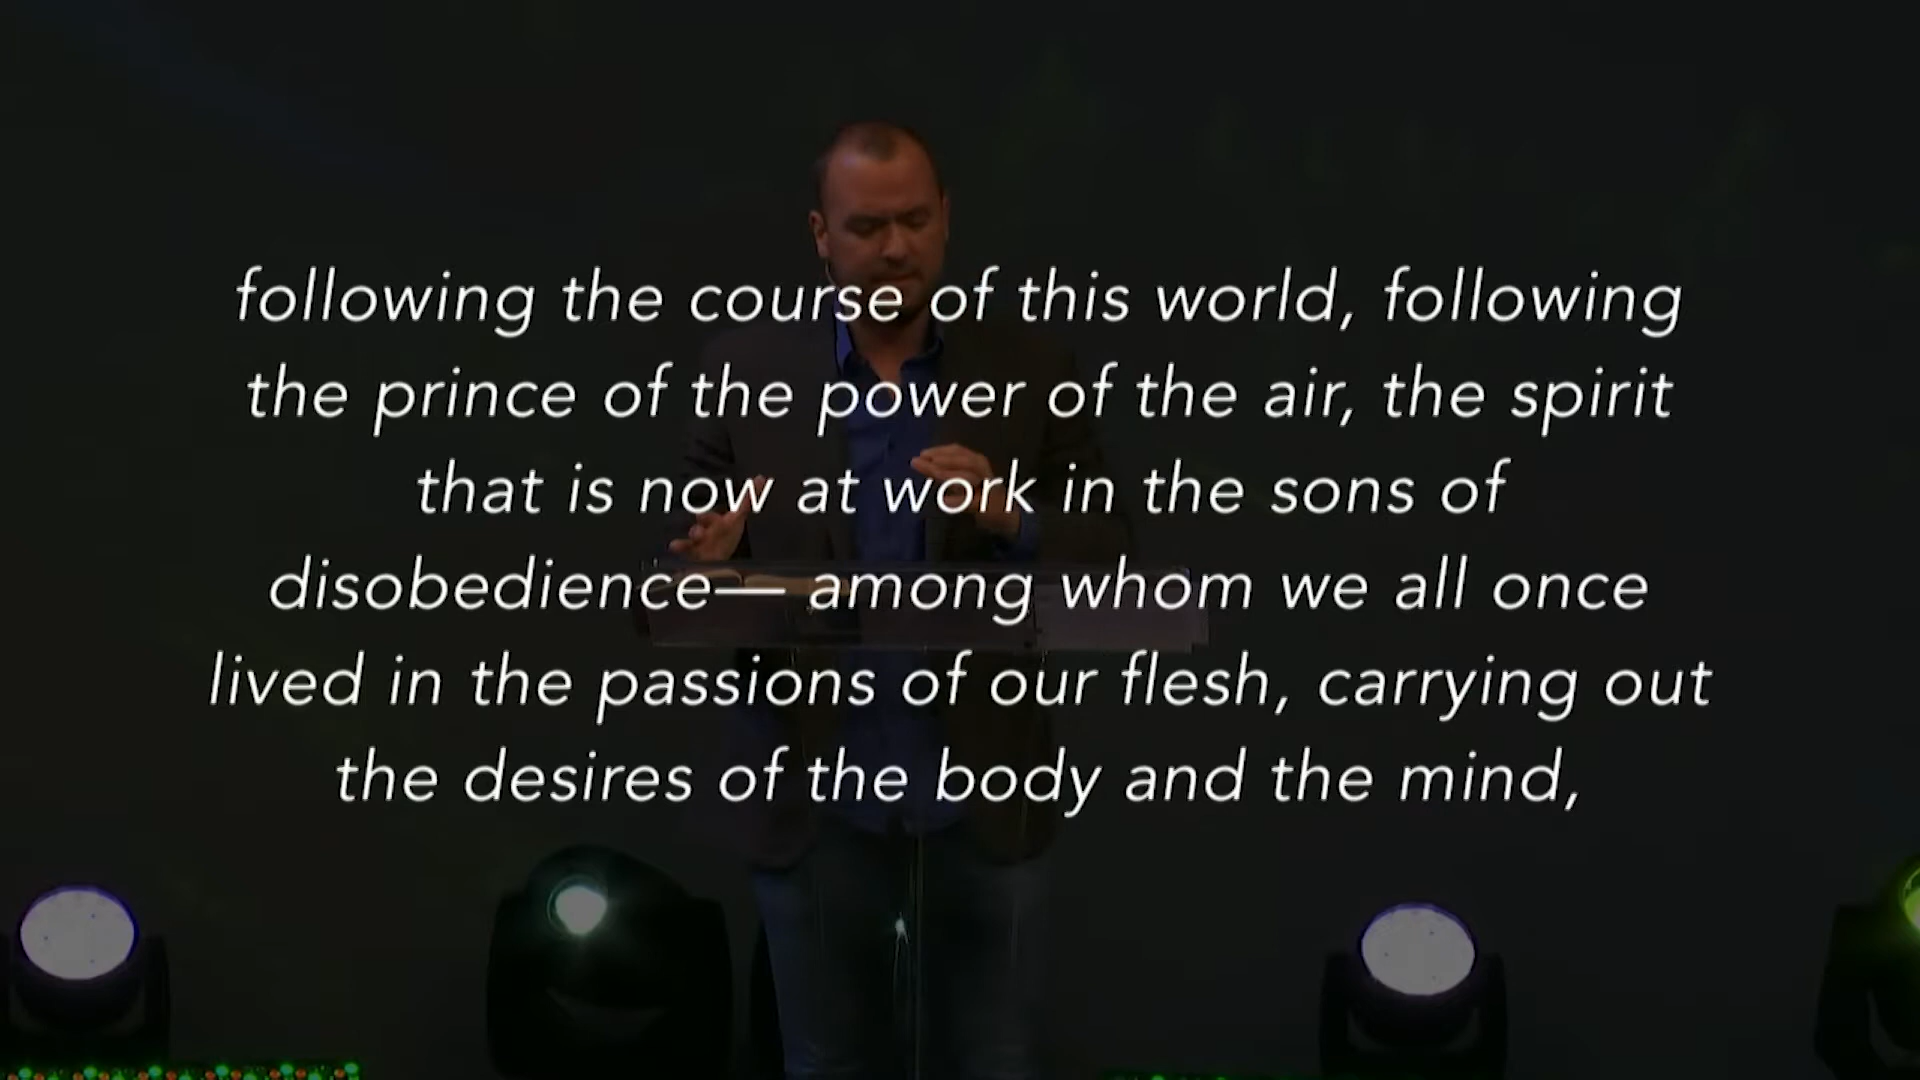 following the course of this world, following
the prince of the power of the air, the spirit
that is now at work in the sons of
disobedience— among whom we all once
lived in the passions of our flesh, carrying out
the desires of the body and the mind,